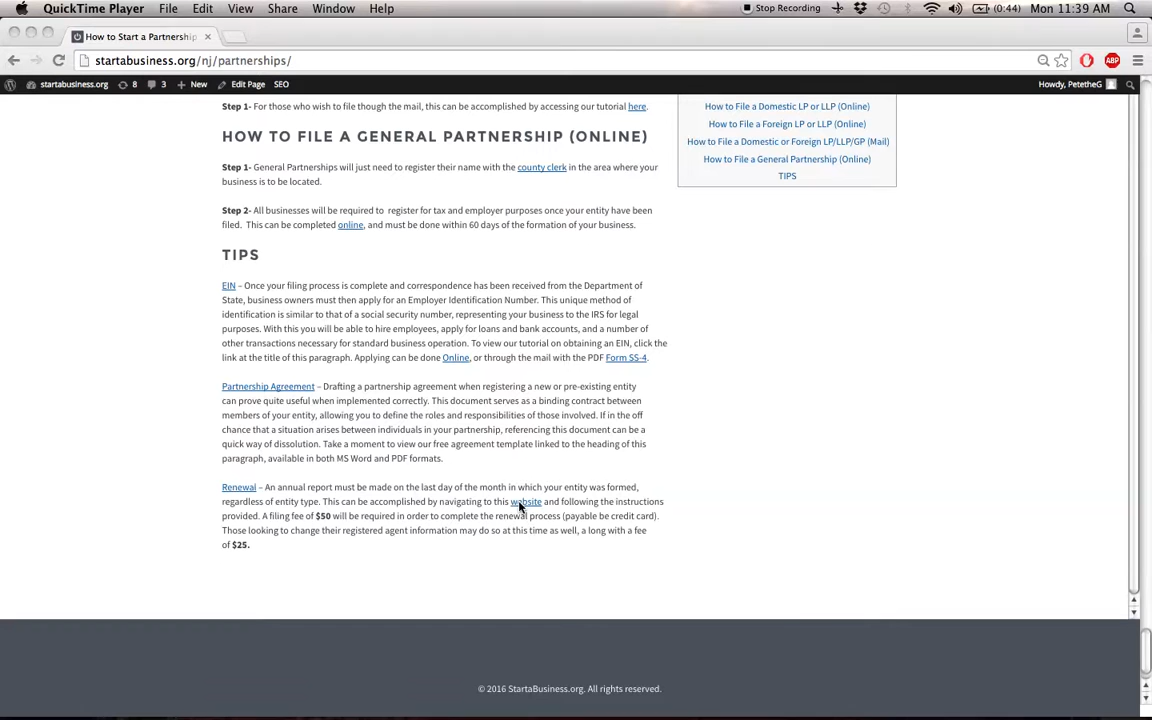 QuickTime Player File Edit View Share Window Help Stop Recording (0:44) Mon 11:39 AM
How to Start a Partnership
startabusiness.org/nj/partnerships/ ABP
startabusiness.org 8 3 New Edit Page SEO Howdy, PetetheG
Step 1- For those who wish to file though the mail, this can be accomplished by accessing our tutorial here.
HOW TO FILE A GENERAL PARTNERSHIP (ONLINE)
Step 1- General Partnerships will just need to register their name with the county clerk in the area where your
business is to be located.
Step 2- All businesses will be required to register for tax and employer purposes once your entity have been
filed. This can be completed online, and must be done within 60 days of the formation of your business.
TIPS
EIN – Once your filing process is complete and correspondence has been received from the Department of
State, business owners must then apply for an Employer Identification Number. This unique method of
identification is similar to that of a social security number, representing your business to the IRS for legal
purposes. With this you will be able to hire employees, apply for loans and bank accounts, and a number of
other transactions necessary for standard business operation. To view our tutorial on obtaining an EIN, click the
link at the title of this paragraph. Applying can be done Online, or through the mail with the PDF Form SS-4.
Partnership Agreement – Drafting a partnership agreement when registering a new or pre-existing entity
can prove quite useful when implemented correctly. This document serves as a binding contract between
members of your entity, allowing you to define the roles and responsibilities of those involved. If in the off
chance that a situation arises between individuals in your partnership, referencing this document can be a
quick way of dissolution. Take a moment to view our free agreement template linked to the heading of this
paragraph, available in both MS Word and PDF formats.
Renewal – An annual report must be made on the last day of the month in which your entity was formed,
regardless of entity type. This can be accomplished by navigating to this website and following the instructions
provided. A filing fee of $50 will be required in order to complete the renewal process (payable be credit card).
Those looking to change their registered agent information may do so at this time as well, a long with a fee
of $25.
How to File a Domestic LP or LLP (Online)
How to File a Foreign LP or LLP (Online)
How to File a Domestic or Foreign LP/LLP/GP (Mail)
How to File a General Partnership (Online)
TIPS
© 2016 StartaBusiness.org. All rights reserved.